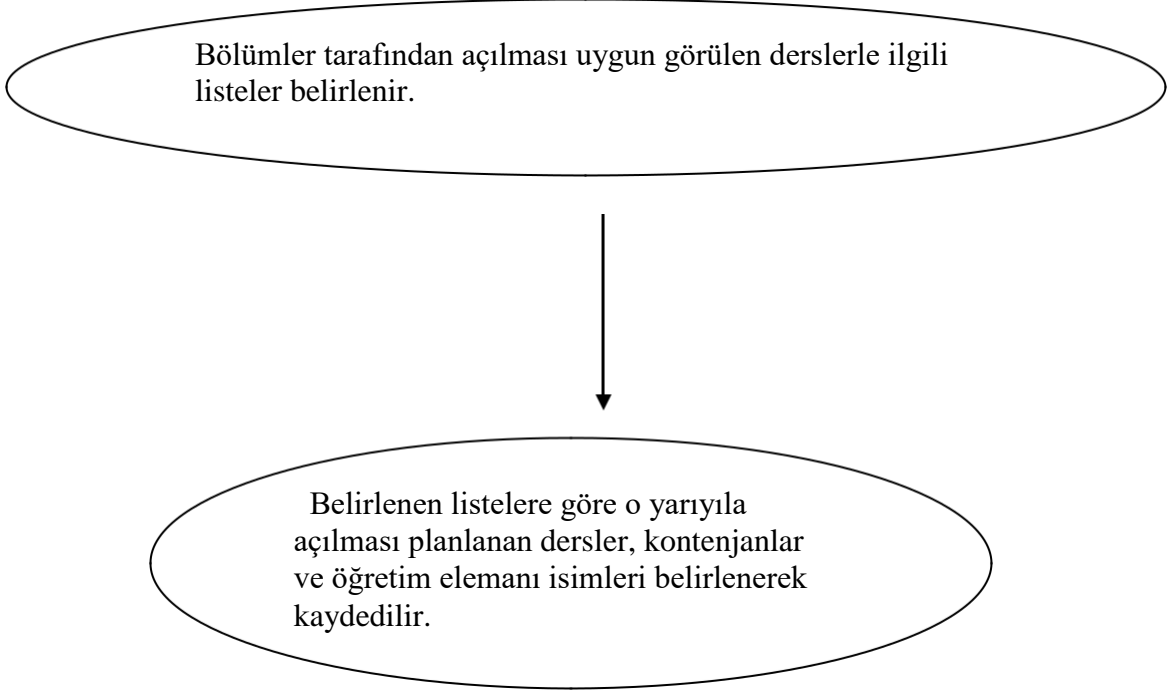 Bölümler tarafından açılması uygun görülen derslerle ilgili
listeler belirlenir.
Belirlenen listelere göre o yarıyıla
açılması planlanan dersler, kontenjanlar
ve öğretim elemanı isimleri belirlenerek
kaydedilir.